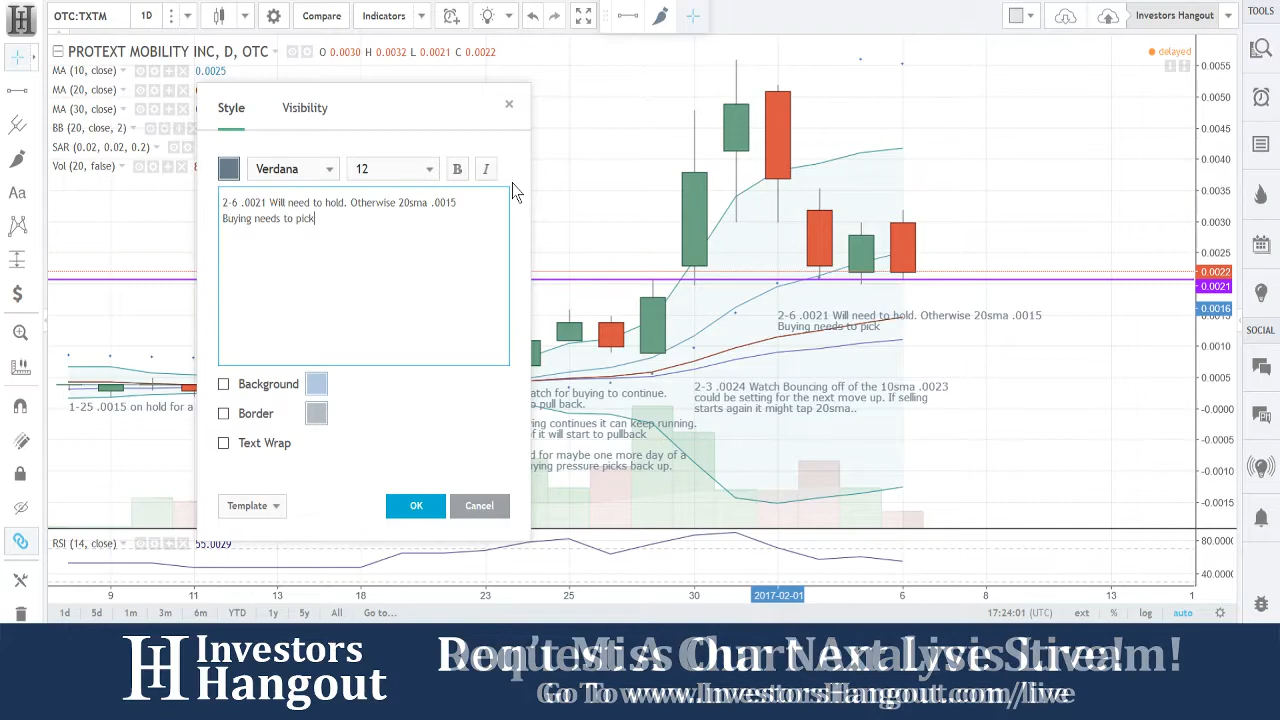 OTC:TXTM
1D
Compare
Indicators
Investors Hangout
TOOLS
PROTEXT MOBILITY INC, D, OTC
O 0.0030 H 0.0032 L 0.0021 C 0.0022
delayed
MA (10, close)
0.0025
MA (20, close)
MA (30, close)
BB (20, close, 2)
SAR (0.02, 0.02, 0.2)
Vol (20, false)
Style
Visibility
Verdana
12
B
I
2-6 .0021 Will need to hold. Otherwise 20sma .0015
Buying needs to pick
Background
Border
Text Wrap
Template
OK
Cancel
0.0055
0.0050
0.0045
0.0040
0.0035
0.0030
0.0025
0.0022
0.0021
0.0016
0.0010
0.0005
-0.0000
-0.0005
-0.0010
-0.0015
2-6 .0021 Will need to hold. Otherwise 20sma .0015
Buying needs to pick
2-3 .0024 Watch Bouncing off of the 10sma .0023
could be setting for the next move up. If selling
starts again it might tap 20sma..
1-25 .0015 on hold for a
atch for buying to continue.
o pull back.
ing continues it can keep running.
f it will start to pullback
d for maybe one more day of a
uying pressure picks back up.
SOCIAL
RSI (14, close)
55.0029
80.0000
40.0000
9
11
13
18
23
25
30
2017-02-01
6
8
13
1d
5d
1m
3m
6m
YTD
1y
5y
All
Go to...
17:24:01 (UTC)
ext
%
log
auto
Aa
$
Investors
Hangout
Go To www.InvestorsHangout.com/live